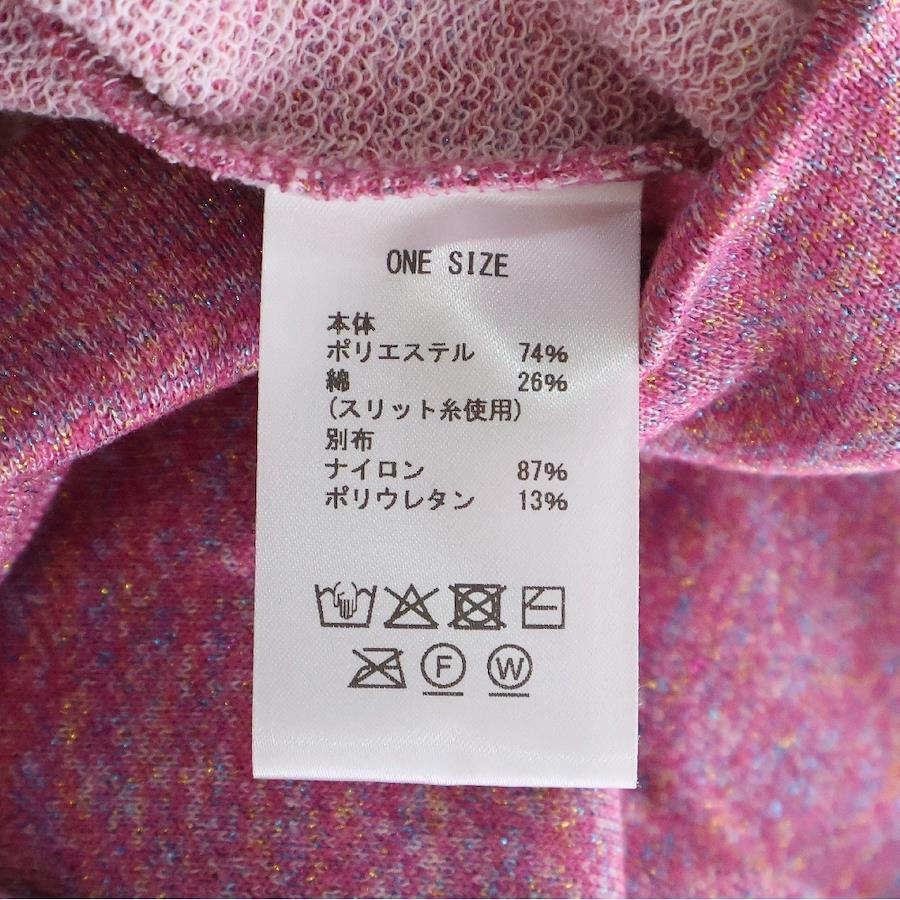 ONE SIZE
本体
ポリエステル 74%
綿 26%
(スリット糸使用)
別布
ナイロン 87%
ポリウレタン 13%
F W